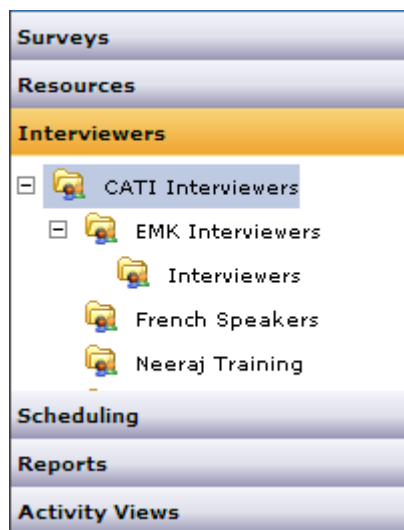 Surveys
Resources
Interviewers
CATI Interviewers
EMK Interviewers
Interviewers
French Speakers
Neeraj Training
Scheduling
Reports
Activity Views